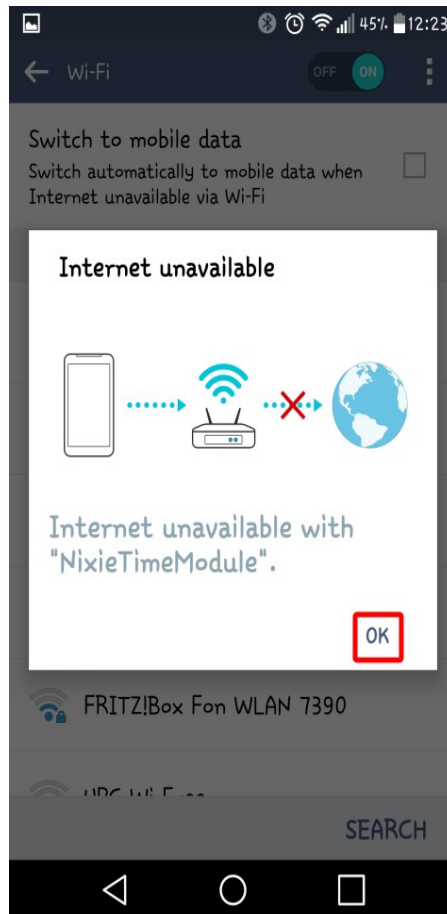 45% 12:23
Wi-Fi OFF ON
Switch to mobile data
Switch automatically to mobile data when
Internet unavailable via Wi-Fi
Internet unavailable
Internet unavailable with
"NixieTimeModule".
OK
FRITZ!Box Fon WLAN 7390
SEARCH